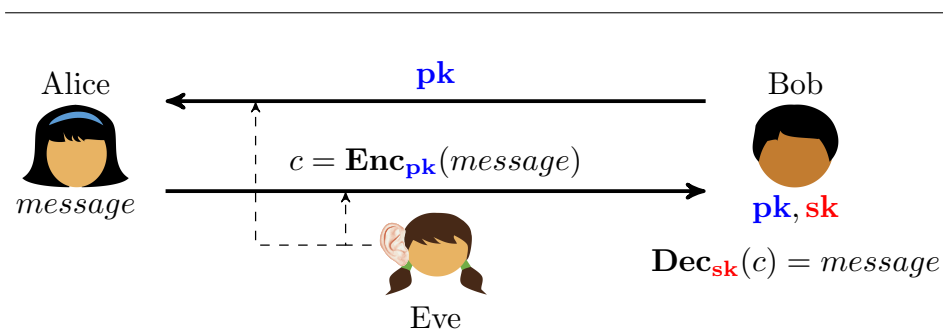 pk
Alice
Bob
c = Enc_pk(message)
message
pk, sk
Dec_sk(c) = message
Eve